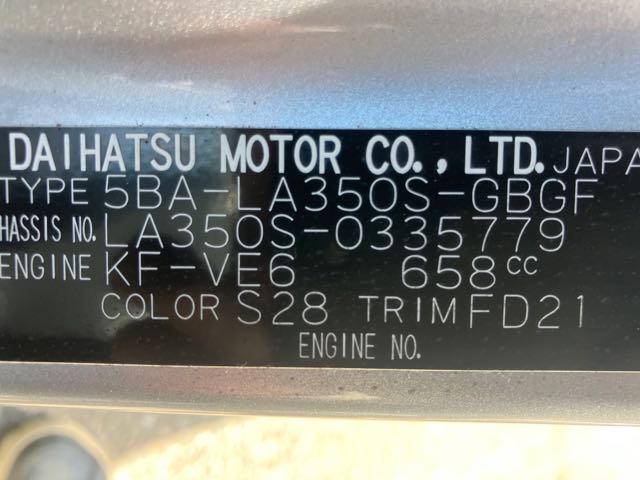 DAIHATSU MOTOR CO., LTD. JAPA
TYPE 5BA-LA350S-GBGF
HASSIS NO. LA350S-0335779
ENGINE KF-VE6 658cc
COLOR S28 TRIM FD21
ENGINE NO.